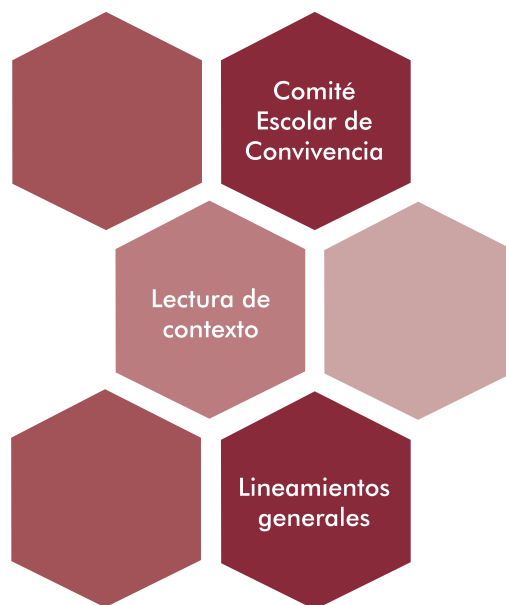 Comité
Escolar de
Convivencia
Lectura de
contexto
Lineamientos
generales